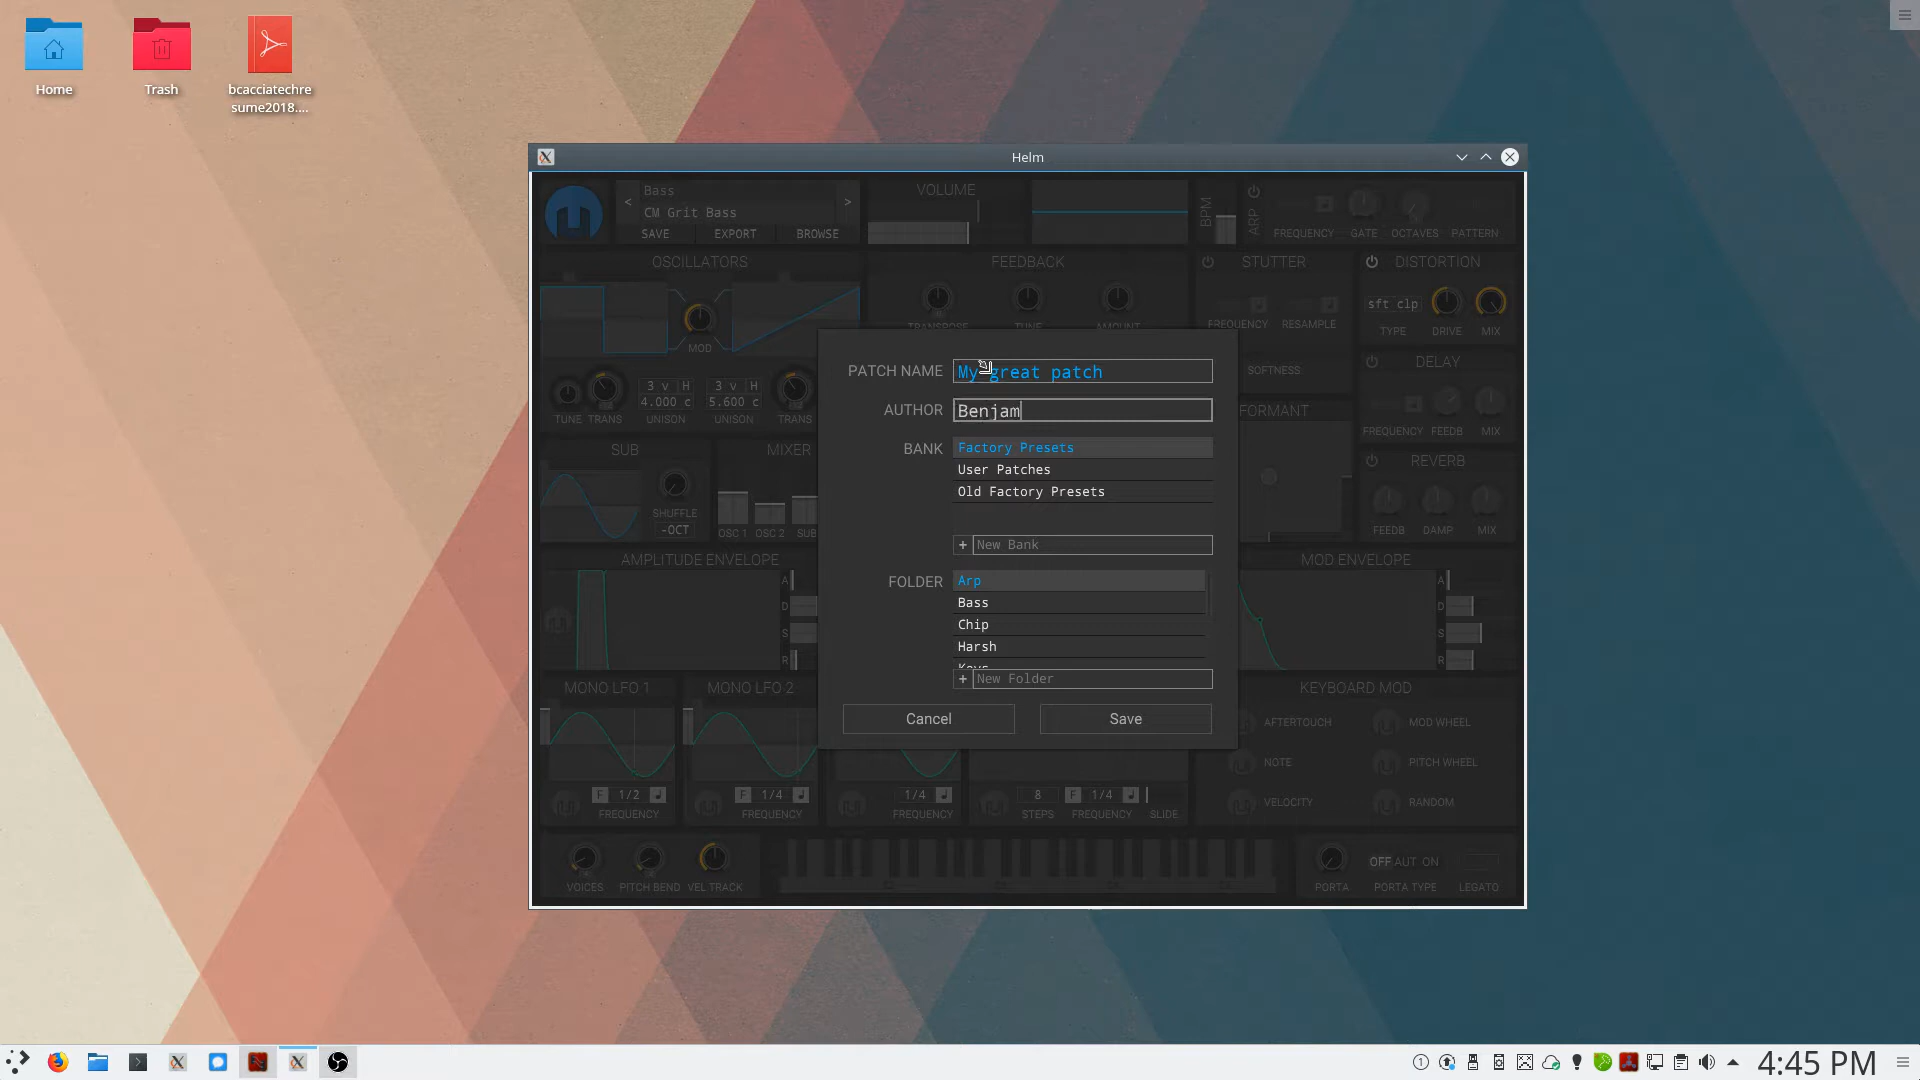 Home
Trash
bcacciatechre
sume2018....
Helm
Bass
CM Grit Bass
SAVE
EXPORT
BROWSE
VOLUME
BPM
ARP
FREQUENCY
GATE
OCTAVES
PATTERN
OSCILLATORS
FEEDBACK
STUTTER
DISTORTION
MOD
TRANSPOSE
TUNE
AMOUNT
FREQUENCY
RESAMPLE
sft clp
TYPE
DRIVE
MIX
SOFTNESS
DELAY
TUNE
TRANS
3 v H
4.000 c
UNISON
3 v H
5.600 c
UNISON
TRANS
PATCH NAME
My great patch
AUTHOR
Benjam
BANK
Factory Presets
User Patches
Old Factory Presets
+ New Bank
FOLDER
Arp
Bass
Chip
Harsh
Keys
+ New Folder
Cancel
Save
FORMANT
FREQUENCY
FEEDB
MIX
SUB
SHUFFLE
-OCT
MIXER
OSC 1
OSC 2
SUB
REVERB
FEEDB
DAMP
MIX
AMPLITUDE ENVELOPE
A
D
S
R
MOD ENVELOPE
A
D
S
R
MONO LFO 1
MONO LFO 2
F 1/2
FREQUENCY
F 1/4
FREQUENCY
1/4
FREQUENCY
8
STEPS
F 1/4
FREQUENCY
SLIDE
KEYBOARD MOD
AFTERTOUCH
MOD WHEEL
NOTE
PITCH WHEEL
VELOCITY
RANDOM
VOICES
PITCH BEND
VEL TRACK
PORTA
OFF AUT ON
PORTA TYPE
LEGATO
4:45 PM